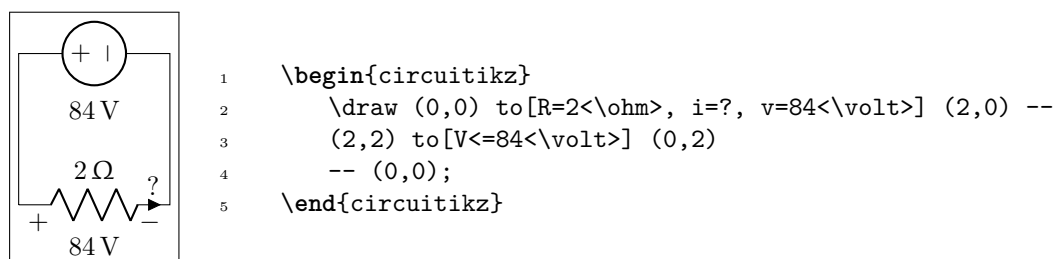 + −
84 V
2 Ω
?
+ −
84 V
1 \begin{circuitikz}
2 \draw (0,0) to[R=2<\ohm>, i=?, v=84<\volt>] (2,0) --
3 (2,2) to[V<=84<\volt>] (0,2)
4 -- (0,0);
5 \end{circuitikz}